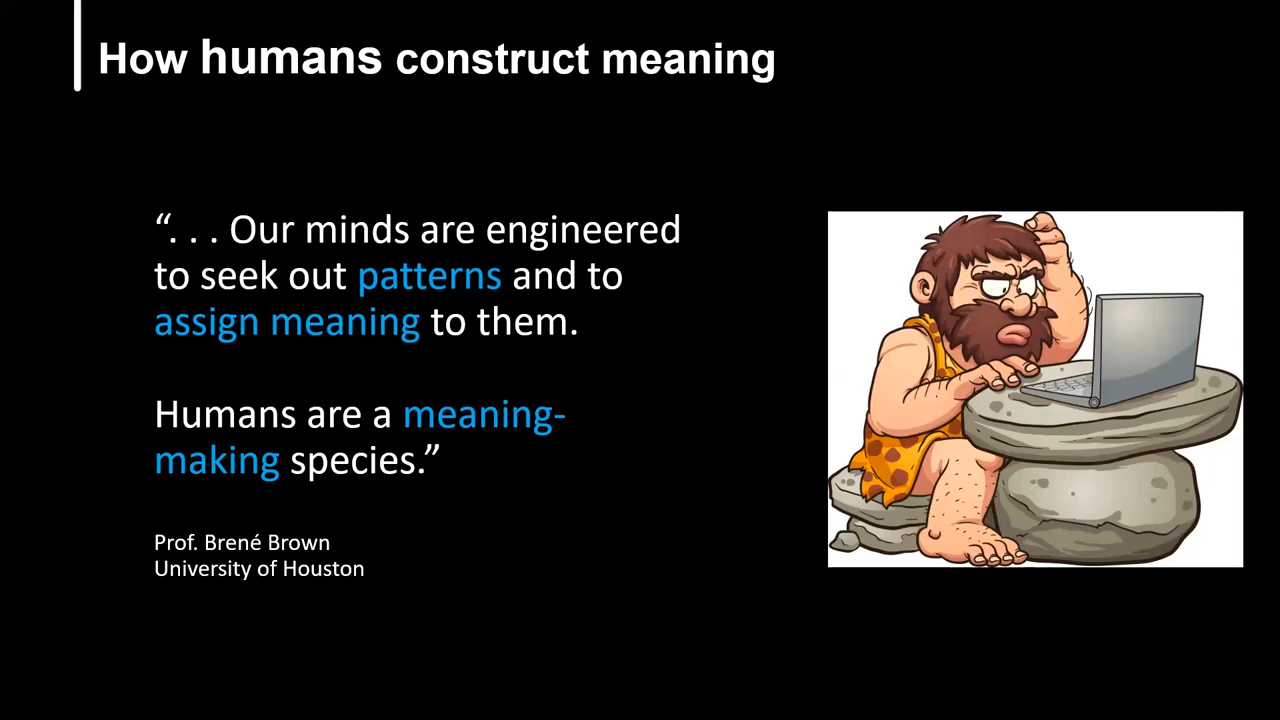 How humans construct meaning
“. . . Our minds are engineered
to seek out patterns and to
assign meaning to them.
Humans are a meaning-
making species.”
Prof. Brené Brown
University of Houston